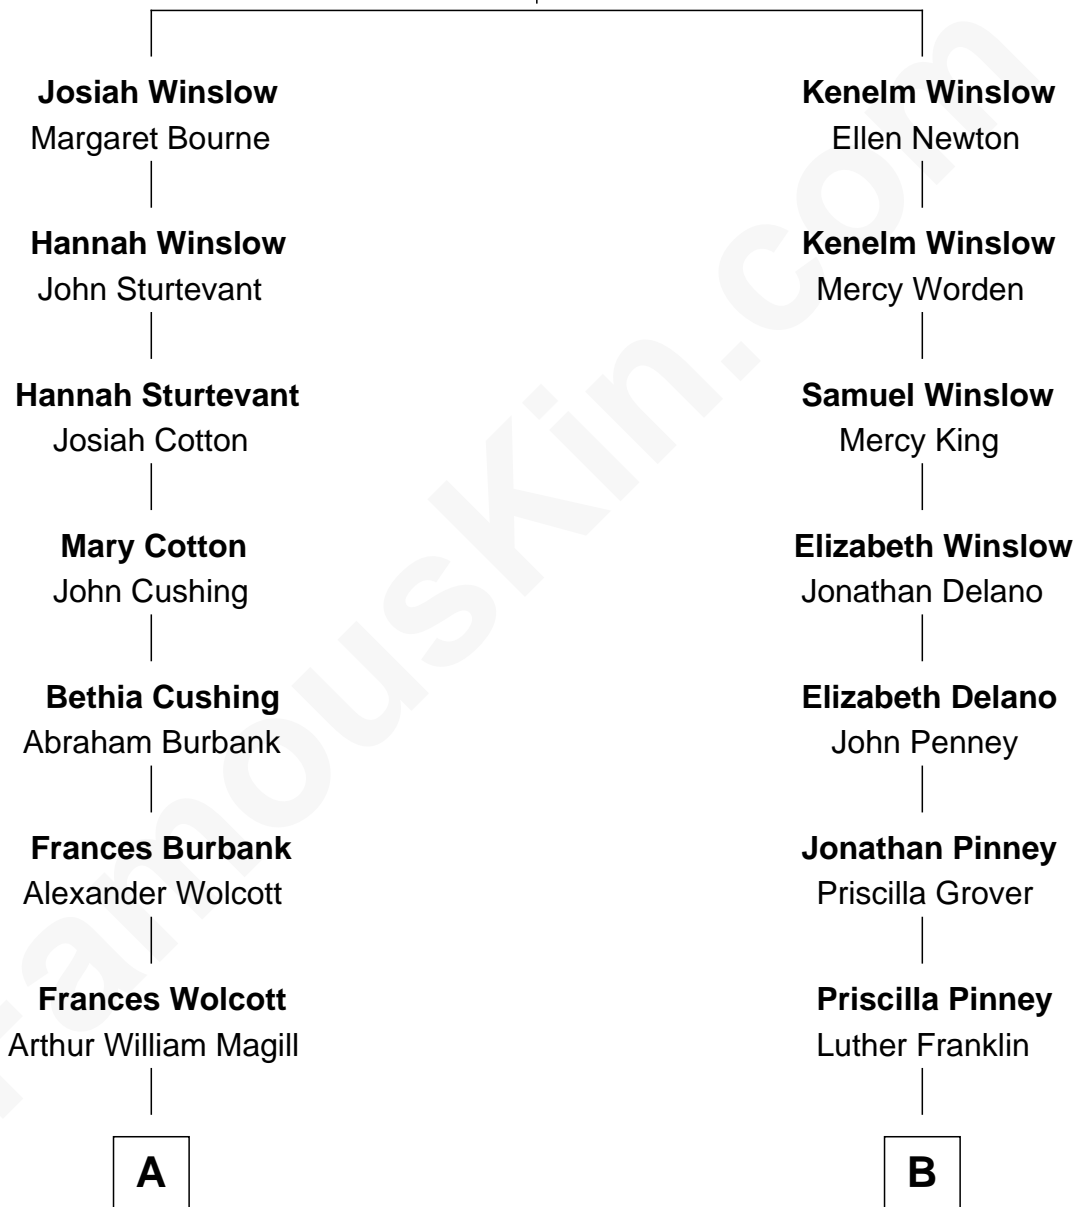 Josiah Winslow
Margaret Bourne
Hannah Winslow
John Sturtevant
Hannah Sturtevant
Josiah Cotton
Mary Cotton
John Cushing
Bethia Cushing
Abraham Burbank
Frances Burbank
Alexander Wolcott
Frances Wolcott
Arthur William Magill
A
Kenelm Winslow
Ellen Newton
Kenelm Winslow
Mercy Worden
Samuel Winslow
Mercy King
Elizabeth Winslow
Jonathan Delano
Elizabeth Delano
John Penney
Jonathan Pinney
Priscilla Grover
Priscilla Pinney
Luther Franklin
B
FamousKin.com